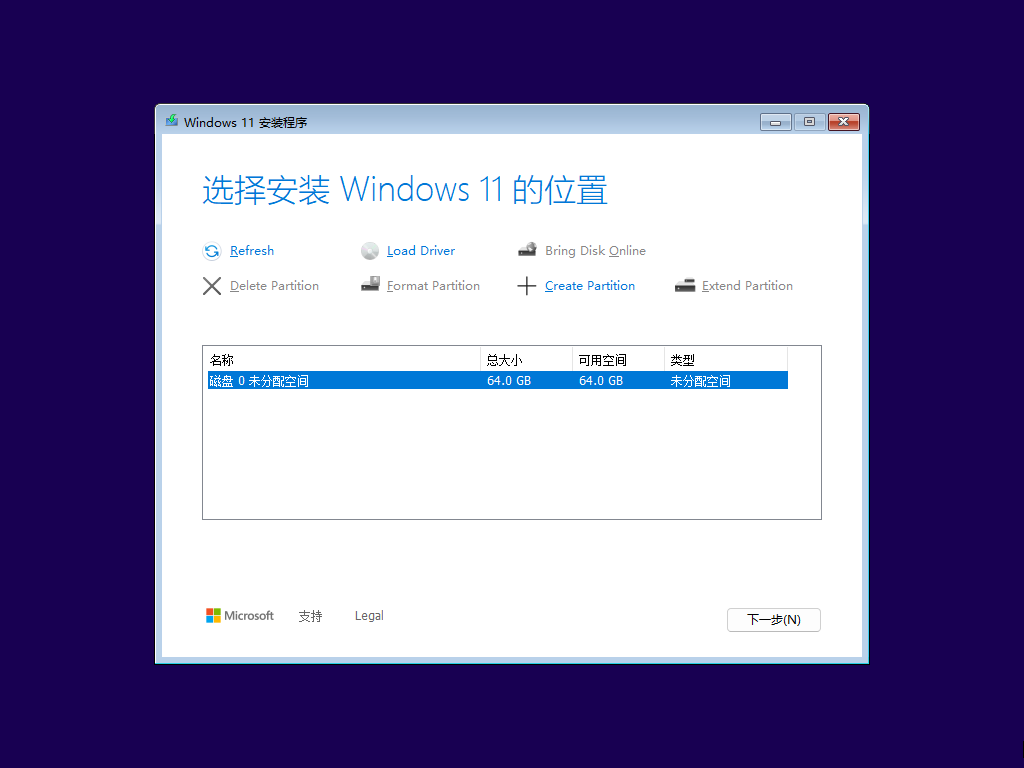 Windows 11 安装程序
选择安装 Windows 11 的位置
Refresh Load Driver Bring Disk Online
Delete Partition Format Partition Create Partition Extend Partition
名称 总大小 可用空间 类型
磁盘 0 未分配空间 64.0 GB 64.0 GB 未分配空间
Microsoft 支持 Legal 下一步(N)